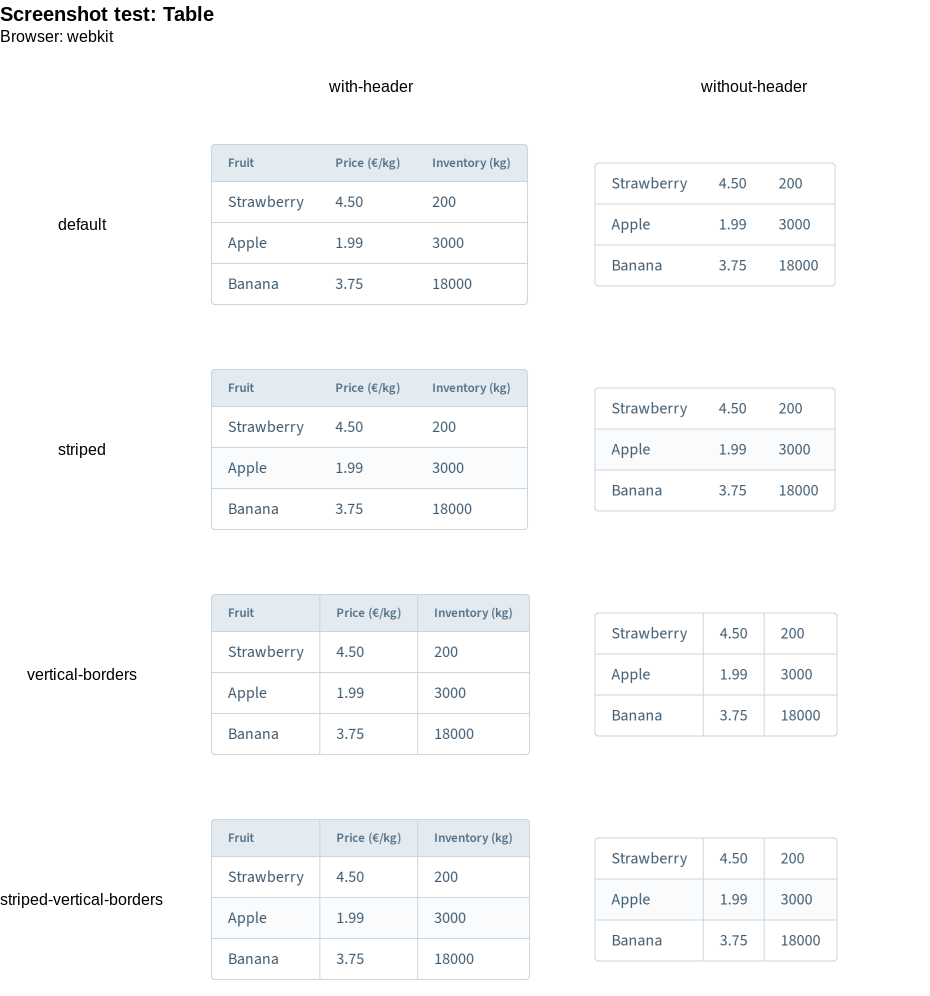 Screenshot test: Table
Browser: webkit
with-header without-header
default
Fruit Price (€/kg) Inventory (kg)
Strawberry 4.50 200
Apple 1.99 3000
Banana 3.75 18000
Strawberry 4.50 200
Apple 1.99 3000
Banana 3.75 18000
striped
Fruit Price (€/kg) Inventory (kg)
Strawberry 4.50 200
Apple 1.99 3000
Banana 3.75 18000
Strawberry 4.50 200
Apple 1.99 3000
Banana 3.75 18000
vertical-borders
Fruit Price (€/kg) Inventory (kg)
Strawberry 4.50 200
Apple 1.99 3000
Banana 3.75 18000
Strawberry 4.50 200
Apple 1.99 3000
Banana 3.75 18000
striped-vertical-borders
Fruit Price (€/kg) Inventory (kg)
Strawberry 4.50 200
Apple 1.99 3000
Banana 3.75 18000
Strawberry 4.50 200
Apple 1.99 3000
Banana 3.75 18000